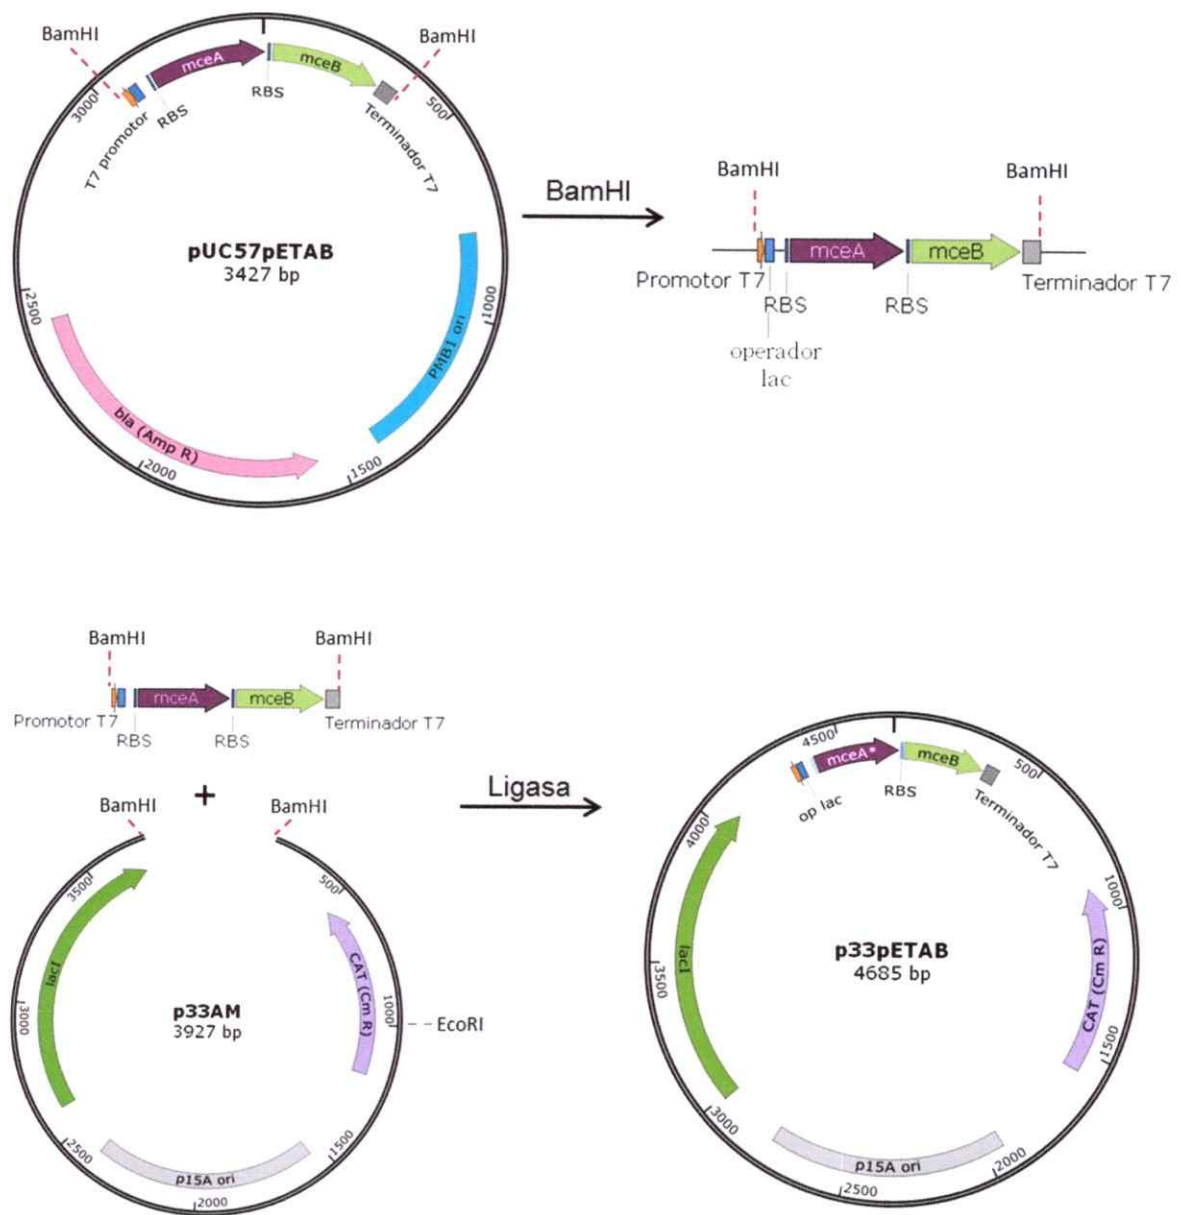 BamHI
BamHI
mceA
mceB
3000
T7 promotor
RBS
RBS
Terminador T7
500
pUC57pETAB
3427 bp
2500
1000
PMB1 ori
bla (Amp R)
2000
1500
BamHI
BamHI
BamHI
mceA
mceB
Promotor T7
RBS
RBS
Terminador T7
operador
lac
BamHI
BamHI
mceA
mceB
Promotor T7
RBS
RBS
Terminador T7
+
BamHI
BamHI
3500
500
lacI
CAT (Cm R)
p33AM
3927 bp
3000
1000
EcoRI
2500
1500
p15A ori
2000
Ligasa
4500
mceA*
mceB
500
op lac
RBS
Terminador T7
4000
1000
lacI
CAT (Cm R)
p33pETAB
4685 bp
3500
1500
3000
p15A ori
2000
2500